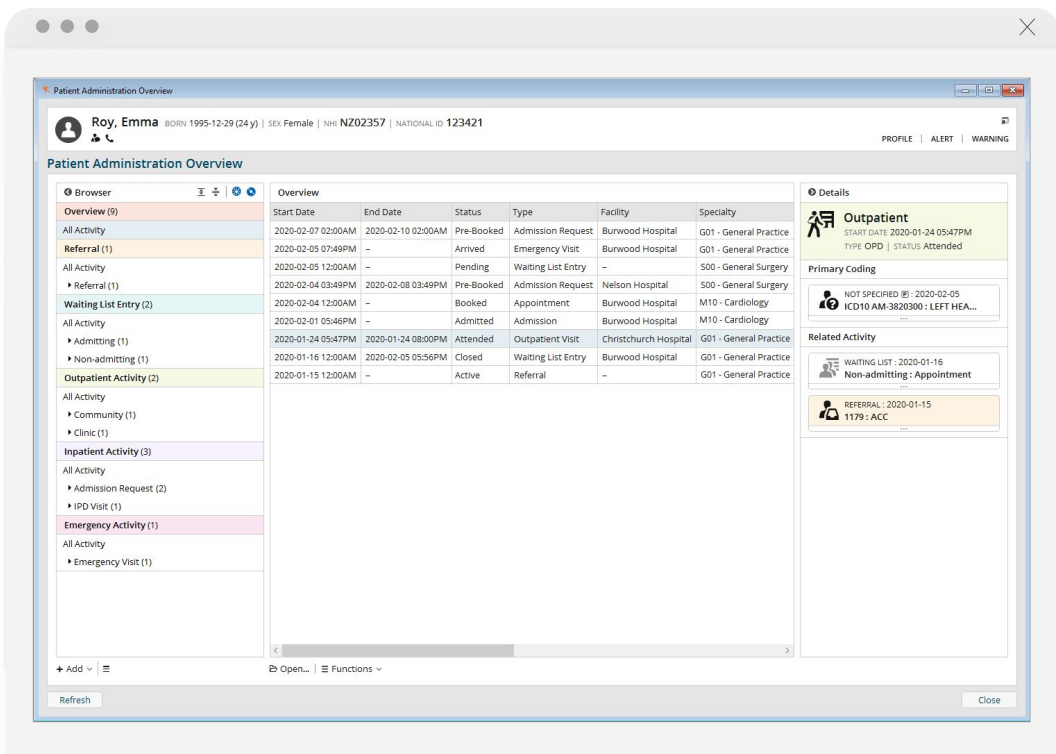 Patient Administration Overview
Roy, Emma BORN 1995-12-29 (24 y) | SEX Female | NHI NZ02357 | NATIONAL ID 123421
PROFILE | ALERT | WARNING
Patient Administration Overview
Browser
Overview (9)
All Activity
Referral (1)
All Activity
Referral (1)
Waiting List Entry (2)
All Activity
Admitting (1)
Non-admitting (1)
Outpatient Activity (2)
All Activity
Community (1)
Clinic (1)
Inpatient Activity (3)
All Activity
Admission Request (2)
IPD Visit (1)
Emergency Activity (1)
All Activity
Emergency Visit (1)
+ Add
Overview
Start Date End Date Status Type Facility Specialty
2020-02-07 02:00AM 2020-02-10 02:00AM Pre-Booked Admission Request Burwood Hospital G01 - General Practice
2020-02-05 07:49PM – Arrived Emergency Visit Burwood Hospital G01 - General Practice
2020-02-05 12:00AM – Pending Waiting List Entry – S00 - General Surgery
2020-02-04 03:49PM 2020-02-08 03:49PM Pre-Booked Admission Request Nelson Hospital S00 - General Surgery
2020-02-04 12:00AM – Booked Appointment Burwood Hospital M10 - Cardiology
2020-02-01 05:46PM – Admitted Admission Burwood Hospital M10 - Cardiology
2020-01-24 05:47PM 2020-01-24 08:00PM Attended Outpatient Visit Christchurch Hospital G01 - General Practice
2020-01-16 12:00AM 2020-02-05 05:56PM Closed Waiting List Entry Burwood Hospital G01 - General Practice
2020-01-15 12:00AM – Active Referral – G01 - General Practice
Open... | Functions
Details
Outpatient
START DATE 2020-01-24 05:47PM
TYPE OPD | STATUS Attended
Primary Coding
NOT SPECIFIED P : 2020-02-05
ICD10 AM-3820300 : LEFT HEA...
...
Related Activity
WAITING LIST : 2020-01-16
Non-admitting : Appointment
...
REFERRAL : 2020-01-15
1179 : ACC
...
Refresh
Close